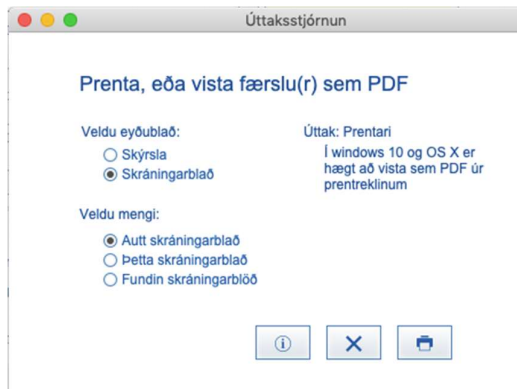 Úttaksstjórnun
Prenta, eða vista færslu(r) sem PDF
Veldu eyðublað:
Skýrsla
Skráningarblað
Úttak: Prentari
Í windows 10 og OS X er
hægt að vista sem PDF úr
prentreklinum
Veldu mengi:
Autt skráningarblað
Þetta skráningarblað
Fundin skráningarblöð